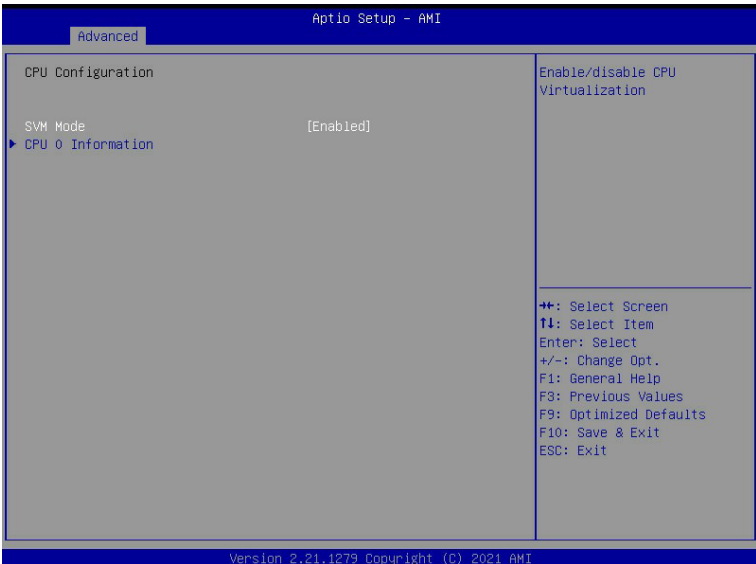 Aptio Setup – AMI
Advanced
CPU Configuration
SVM Mode [Enabled]
CPU 0 Information
Enable/disable CPU
Virtualization
→←: Select Screen
↑↓: Select Item
Enter: Select
+/-: Change Opt.
F1: General Help
F3: Previous Values
F9: Optimized Defaults
F10: Save & Exit
ESC: Exit
Version 2.21.1279 Copyright (C) 2021 AMI